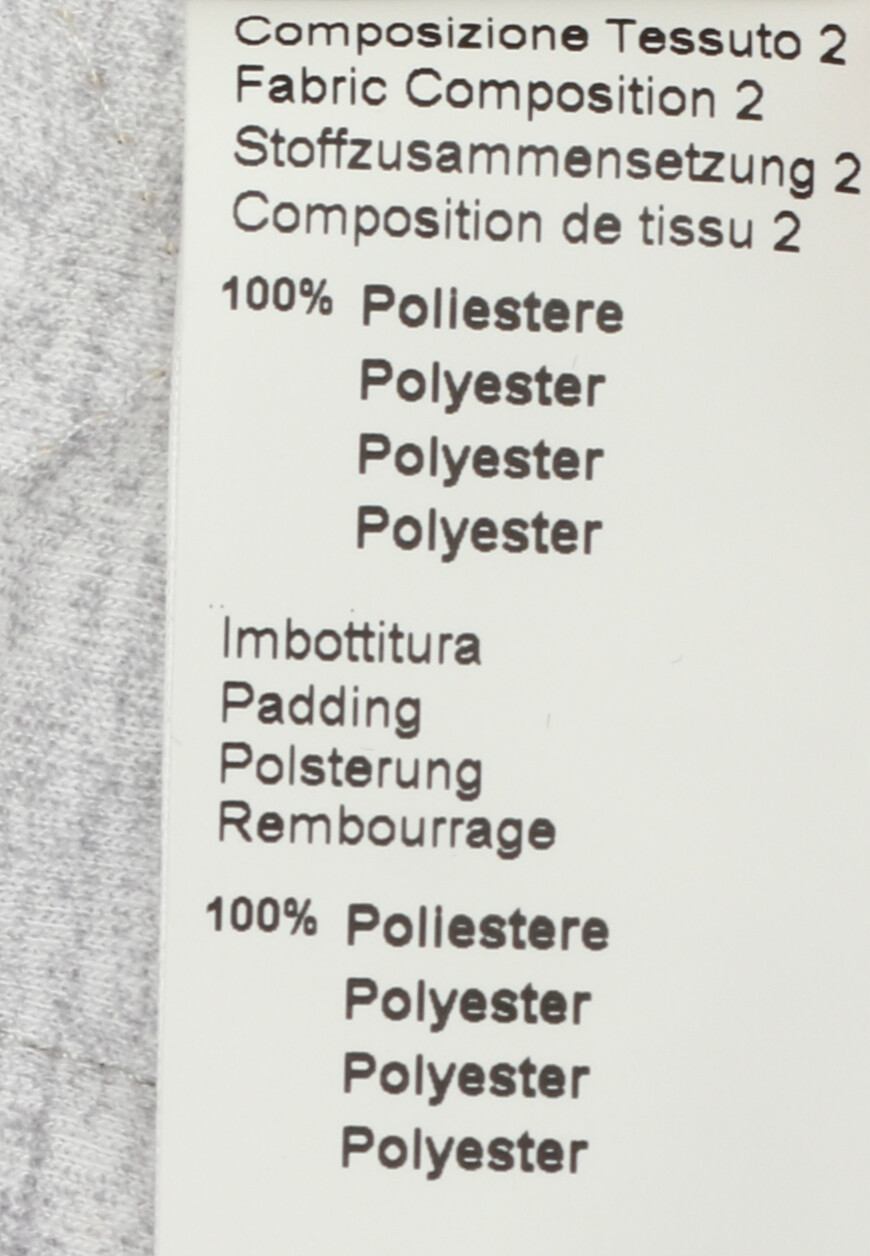 Composizione Tessuto 2
Fabric Composition 2
Stoffzusammensetzung 2
Composition de tissu 2
100% Poliestere
Polyester
Polyester
Polyester
Imbottitura
Padding
Polsterung
Rembourrage
100% Poliestere
Polyester
Polyester
Polyester